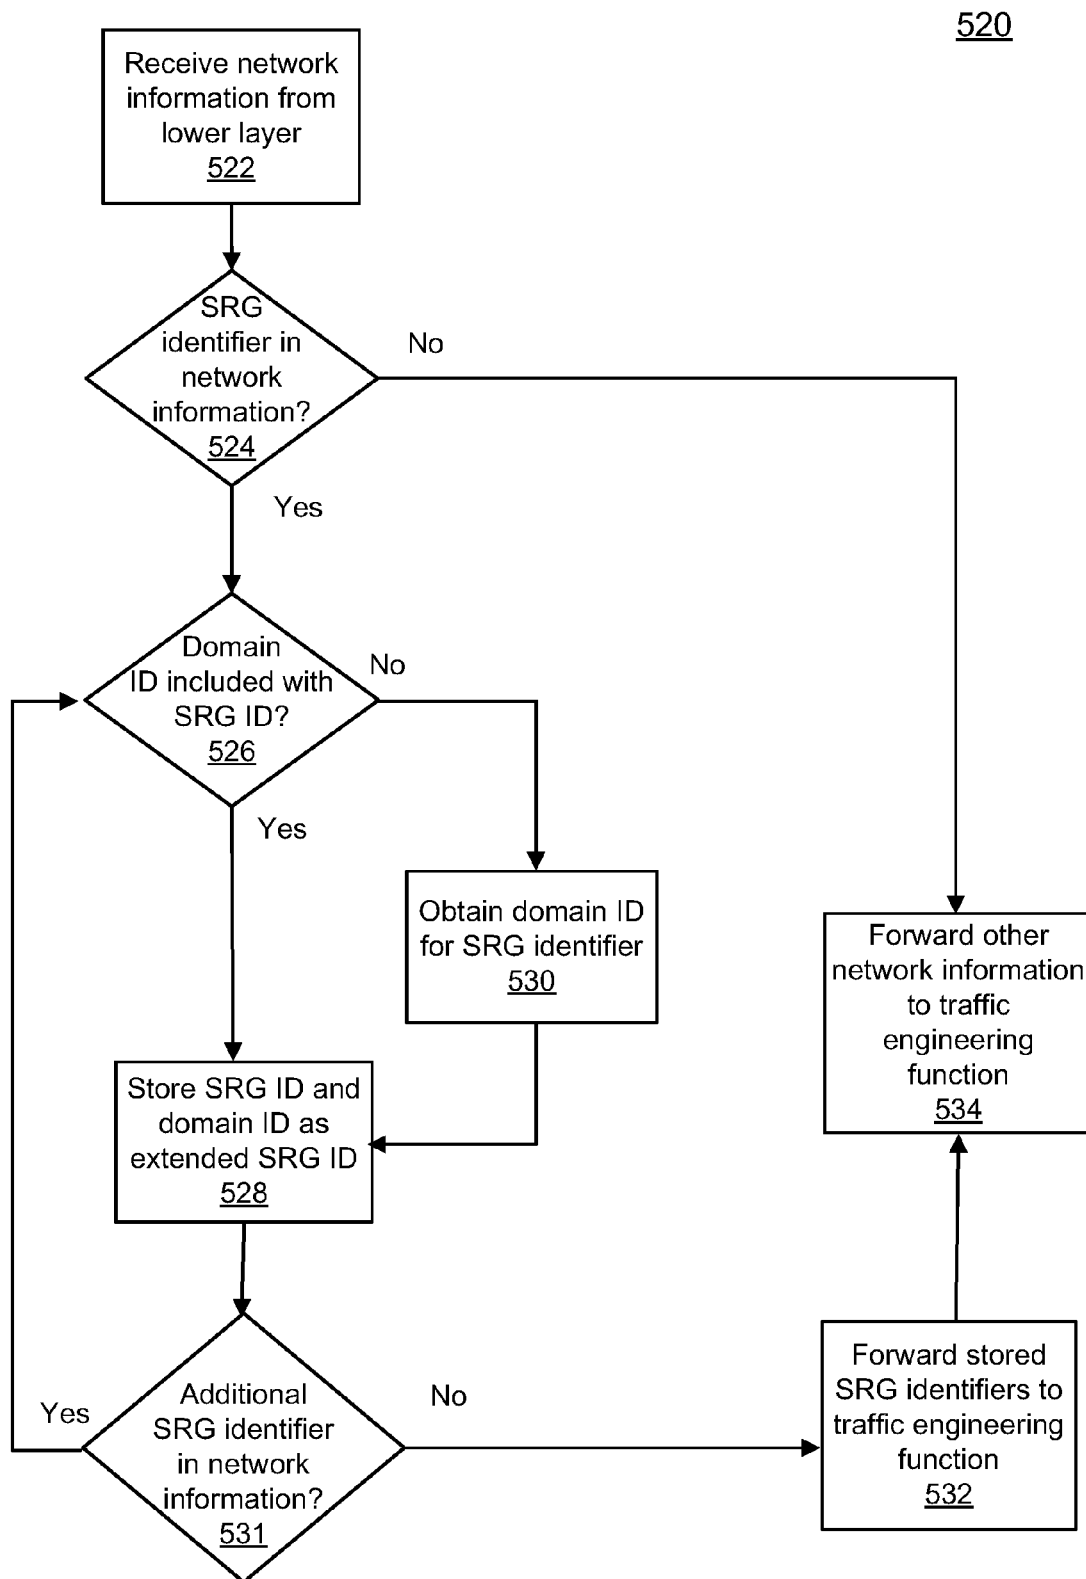 520
Receive network
information from
lower layer
522
SRG
identifier in
network
information?
524
No
Yes
Domain
ID included with
SRG ID?
526
No
Yes
Obtain domain ID
for SRG identifier
530
Forward other
network information
to traffic
engineering
function
534
Store SRG ID and
domain ID as
extended SRG ID
528
Additional
SRG identifier
in network
information?
531
Yes
No
Forward stored
SRG identifiers to
traffic engineering
function
532